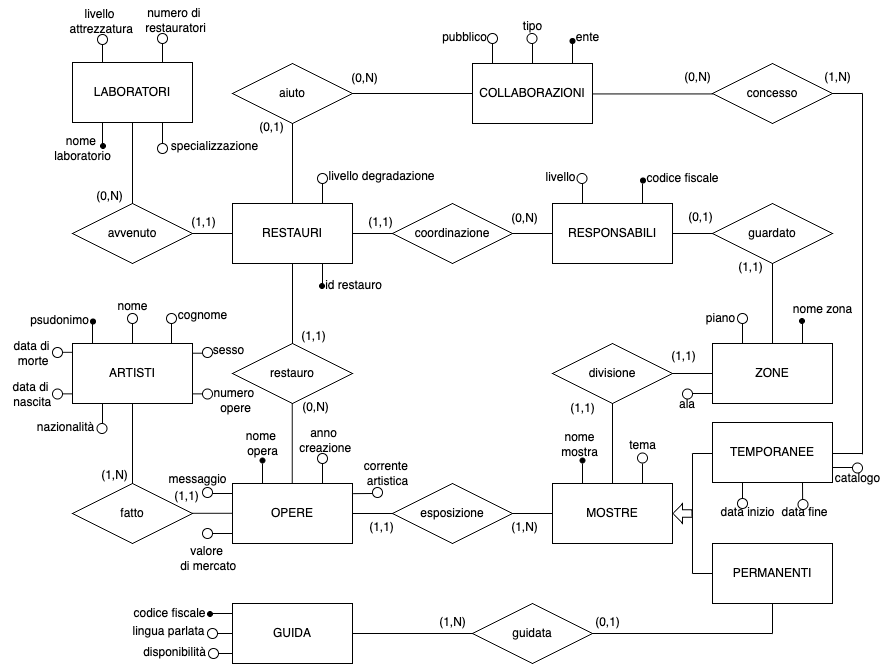 livello
attrezzatura
numero di
restauratori
pubblico
tipo
ente
LABORATORI
(0,N)
aiuto
COLLABORAZIONI
(0,N)
concesso
(1,N)
(0,1)
nome
laboratorio
specializzazione
livello degradazione
livello
codice fiscale
(0,N)
avvenuto
(1,1)
RESTAURI
(1,1)
coordinazione
(0,N)
RESPONSABILI
(0,1)
guardato
(1,1)
id restauro
psudonimo
nome
cognome
piano
nome zona
data di
morte
ARTISTI
sesso
(1,1)
restauro
divisione
(1,1)
ZONE
data di
nascita
numero
opere
(0,N)
(1,1)
ala
nazionalità
nome
opera
anno
creazione
nome
mostra
tema
TEMPORANEE
catalogo
(1,N)
messaggio
corrente
artistica
(1,1)
fatto
OPERE
esposizione
(1,1)
(1,N)
MOSTRE
data inizio
data fine
valore
di mercato
PERMANENTI
codice fiscale
lingua parlata
disponibilità
GUIDA
(1,N)
guidata
(0,1)